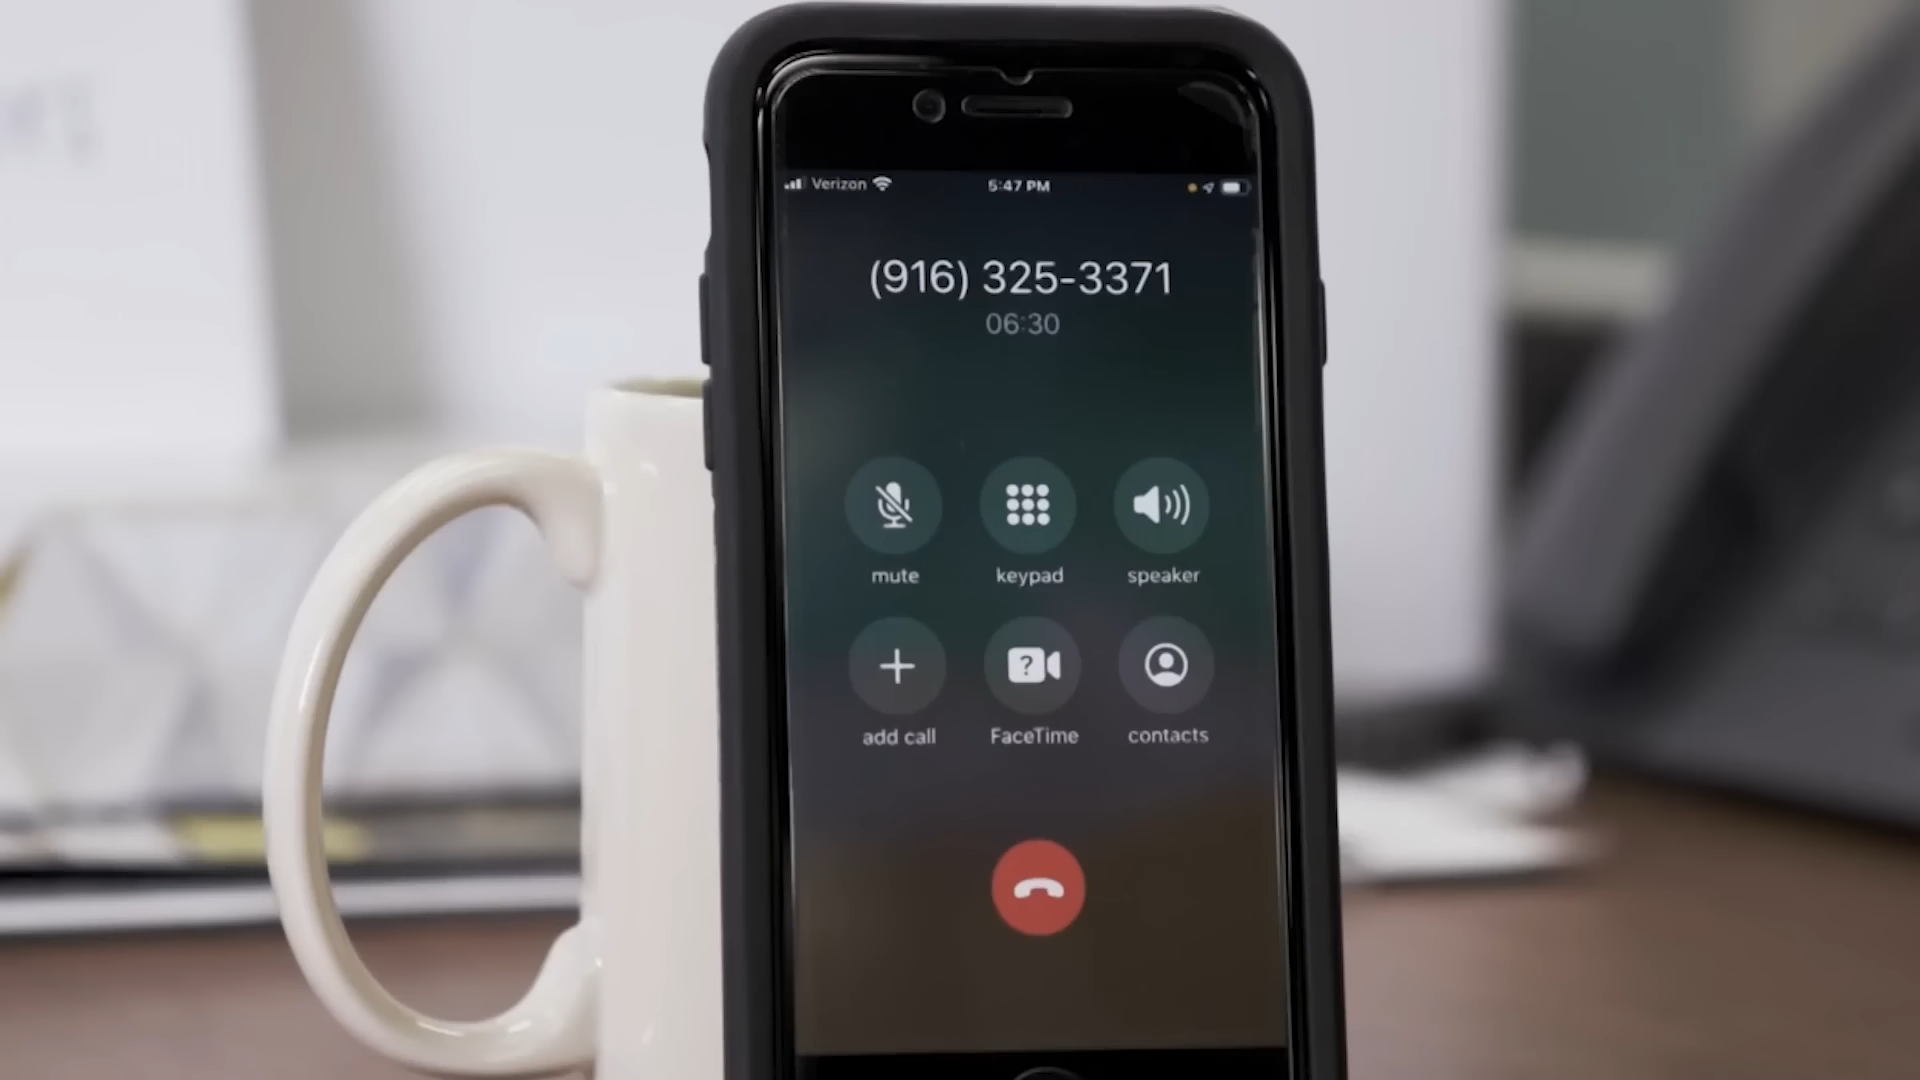 Verizon 5:47 PM
(916) 325-3371
06:30
mute keypad speaker
?
add call FaceTime contacts